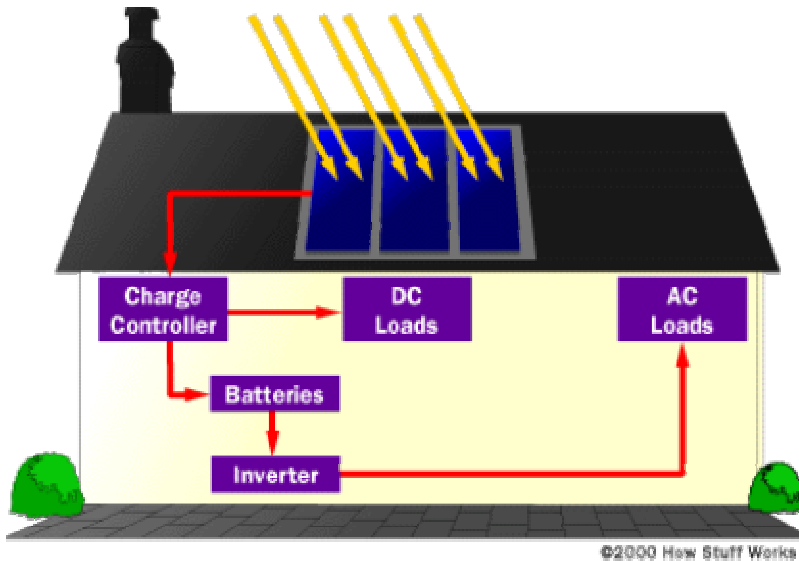 Charge
Controller
DC
Loads
AC
Loads
Batteries
Inverter
©2000 How Stuff Works